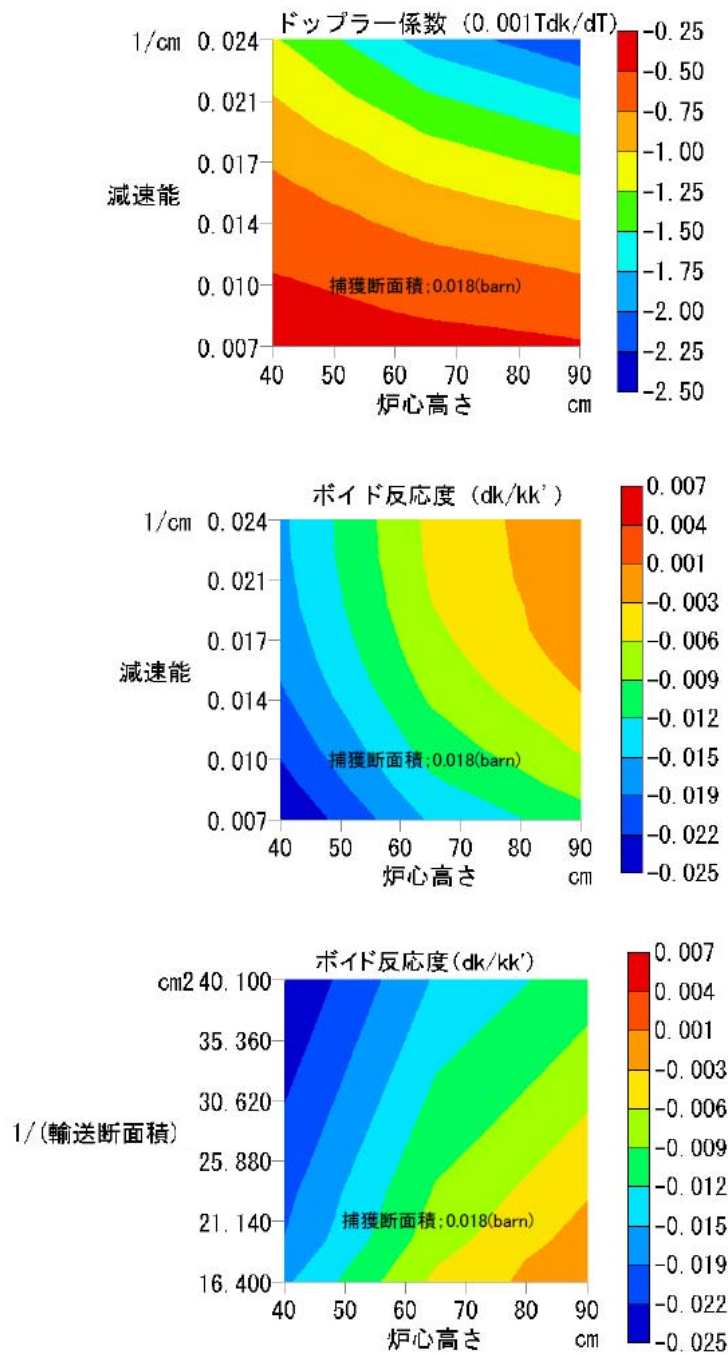 ドップラー係数 (0.001Tdk/dT)
1/cm 0.024
0.021
0.017
減速能
0.014
0.010
0.007
捕獲断面積;0.018(barn)
40 50 60 70 80 90
炉心高さ cm
-0.25
-0.50
-0.75
-1.00
-1.25
-1.50
-1.75
-2.00
-2.25
-2.50
ボイド反応度 (dk/kk')
1/cm 0.024
0.021
0.017
減速能
0.014
0.010
0.007
捕獲断面積;0.018(barn)
40 50 60 70 80 90
炉心高さ cm
0.007
0.004
0.001
-0.003
-0.006
-0.009
-0.012
-0.015
-0.019
-0.022
-0.025
ボイド反応度(dk/kk')
cm2 40.100
35.360
30.620
1/(輸送断面積)
25.880
21.140
16.400
捕獲断面積;0.018(barn)
40 50 60 70 80 90
炉心高さ cm
0.007
0.004
0.001
-0.003
-0.006
-0.009
-0.012
-0.015
-0.019
-0.022
-0.025